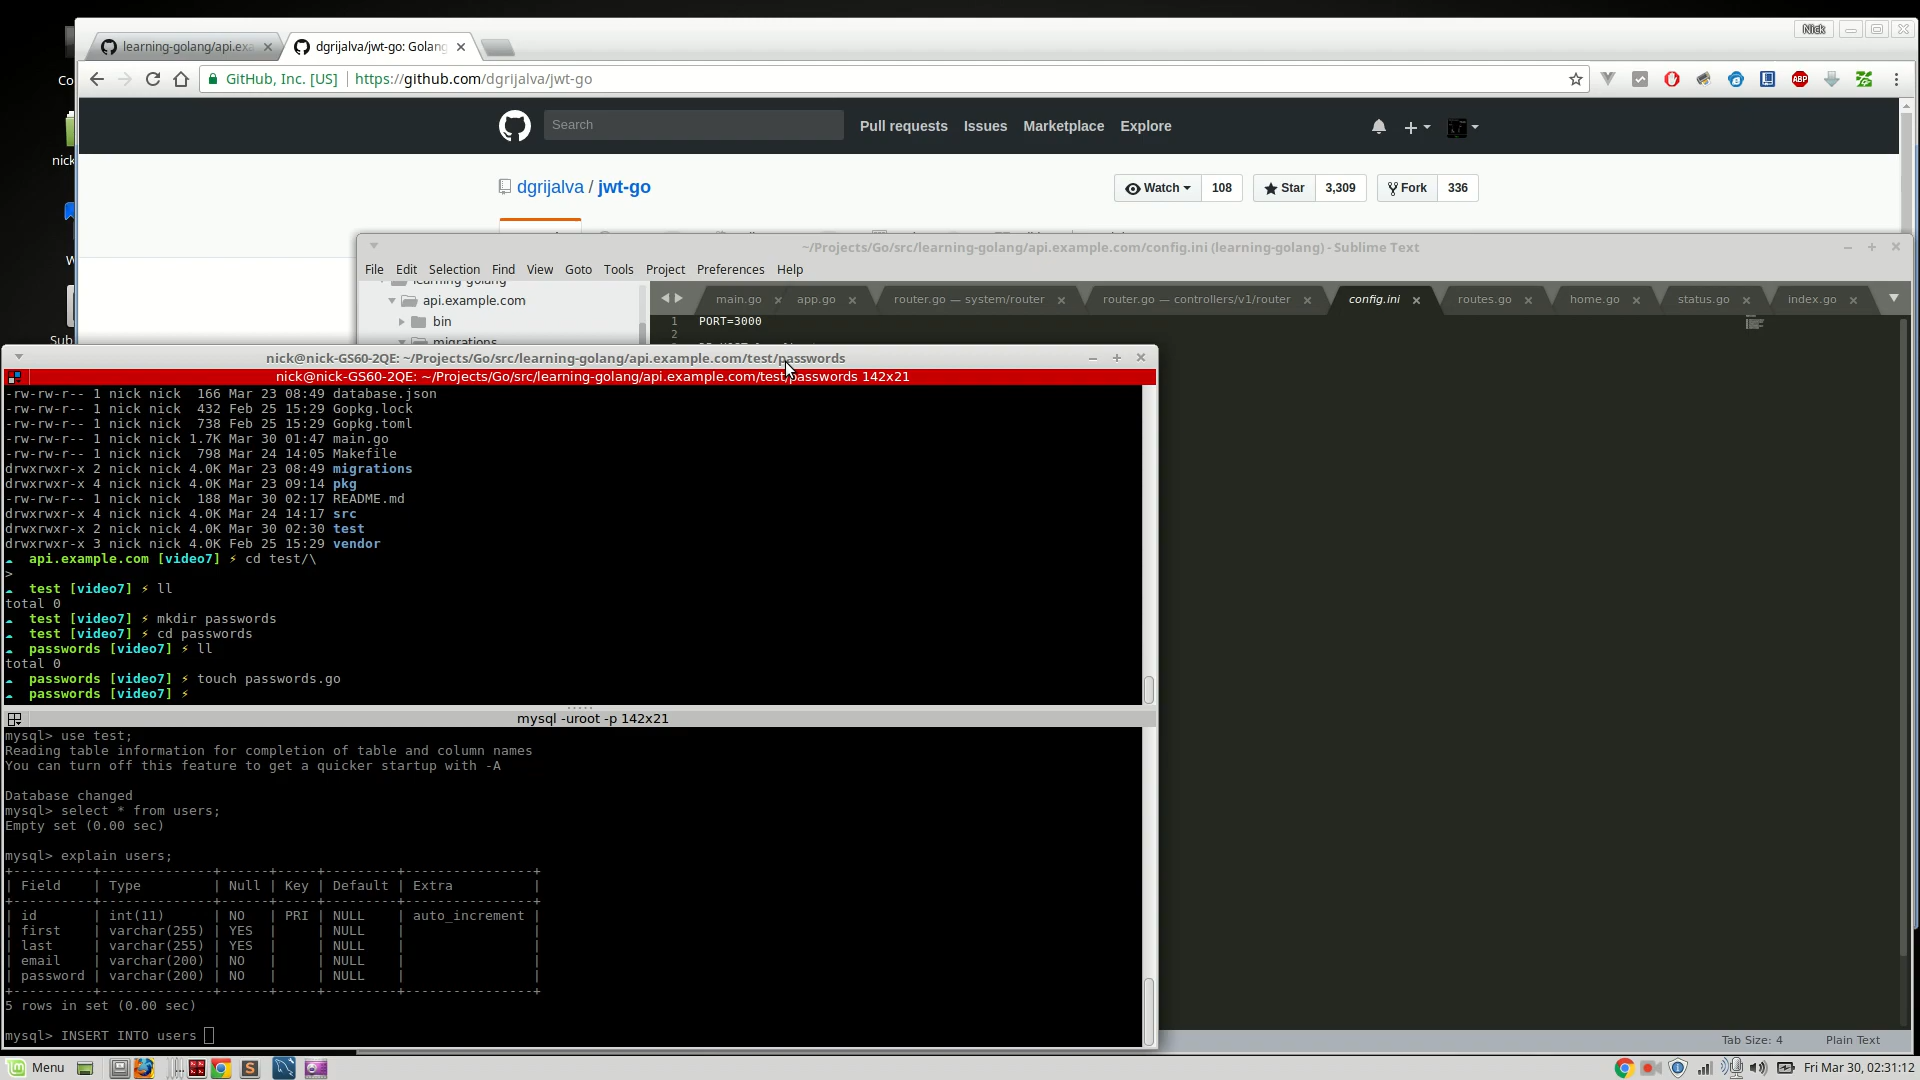 Nick
learning-golang/api.exa
dgrijalva/jwt-go: Golang
GitHub, Inc. [US]
https://github.com/dgrijalva/jwt-go
Co
Search
Pull requests
Issues
Marketplace
Explore
nick
dgrijalva / jwt-go
Watch
108
Star
3,309
Fork
336
W
~/Projects/Go/src/learning-golang/api.example.com/config.ini (learning-golang) - Sublime Text
File Edit Selection Find View Goto Tools Project Preferences Help
learning-golang
api.example.com
bin
migrations
main.go
app.go
router.go — system/router
router.go — controllers/v1/router
config.ini
routes.go
home.go
status.go
index.go
1 PORT=3000
2
Sub
nick@nick-GS60-2QE: ~/Projects/Go/src/learning-golang/api.example.com/test/passwords
nick@nick-GS60-2QE: ~/Projects/Go/src/learning-golang/api.example.com/test/passwords 142x21
-rw-rw-r-- 1 nick nick  166 Mar 23 08:49 database.json
-rw-rw-r-- 1 nick nick  432 Feb 25 15:29 Gopkg.lock
-rw-rw-r-- 1 nick nick  738 Feb 25 15:29 Gopkg.toml
-rw-rw-r-- 1 nick nick 1.7K Mar 30 01:47 main.go
-rw-rw-r-- 1 nick nick  798 Mar 24 14:05 Makefile
drwxrwxr-x 2 nick nick 4.0K Mar 23 08:49 migrations
drwxrwxr-x 4 nick nick 4.0K Mar 23 09:14 pkg
-rw-rw-r-- 1 nick nick  188 Mar 30 02:17 README.md
drwxrwxr-x 4 nick nick 4.0K Mar 24 14:17 src
drwxrwxr-x 2 nick nick 4.0K Mar 30 02:30 test
drwxrwxr-x 3 nick nick 4.0K Feb 25 15:29 vendor
☁  api.example.com [video7] ⚡ cd test/\
>
☁  test [video7] ⚡ ll
total 0
☁  test [video7] ⚡ mkdir passwords
☁  test [video7] ⚡ cd passwords
☁  passwords [video7] ⚡ ll
total 0
☁  passwords [video7] ⚡ touch passwords.go
☁  passwords [video7] ⚡
mysql -uroot -p 142x21
mysql> use test;
Reading table information for completion of table and column names
You can turn off this feature to get a quicker startup with -A
Database changed
mysql> select * from users;
Empty set (0.00 sec)
mysql> explain users;
+----------+--------------+------+-----+---------+----------------+
| Field    | Type         | Null | Key | Default | Extra          |
+----------+--------------+------+-----+---------+----------------+
| id       | int(11)      | NO   | PRI | NULL    | auto_increment |
| first    | varchar(255) | YES  |     | NULL    |                |
| last     | varchar(255) | YES  |     | NULL    |                |
| email    | varchar(200) | NO   |     | NULL    |                |
| password | varchar(200) | NO   |     | NULL    |                |
+----------+--------------+------+-----+---------+----------------+
5 rows in set (0.00 sec)
mysql> INSERT INTO users
Tab Size: 4
Plain Text
Menu
Fri Mar 30, 02:31:12